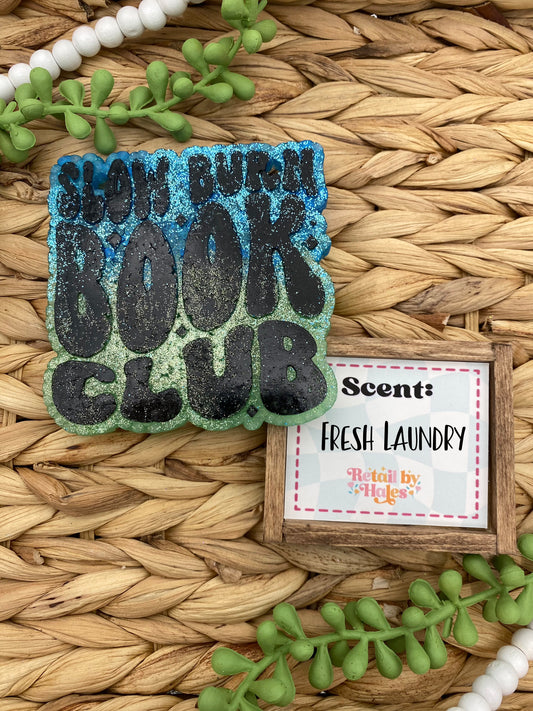 SLOW BURN
BOOK
CLUB
Scent:
FRESH LAUNDRY
Retail by
Hales